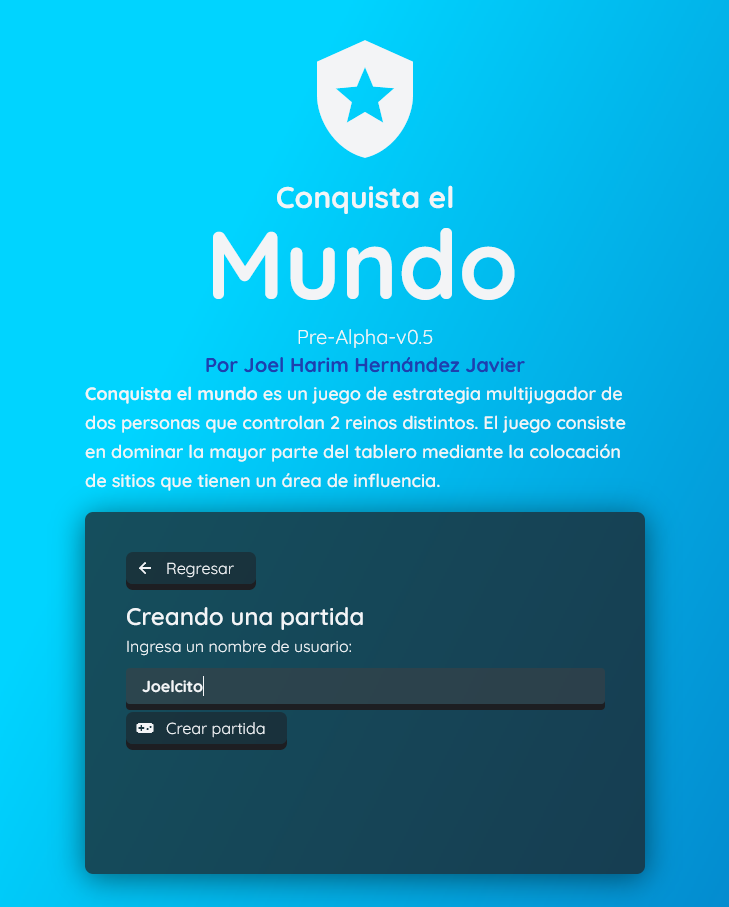 Conquista el
Mundo
Pre-Alpha-v0.5
Por Joel Harim Hernández Javier
Conquista el mundo es un juego de estrategia multijugador de
dos personas que controlan 2 reinos distintos. El juego consiste
en dominar la mayor parte del tablero mediante la colocación
de sitios que tienen un área de influencia.
Regresar
Creando una partida
Ingresa un nombre de usuario:
Joelcito
Crear partida